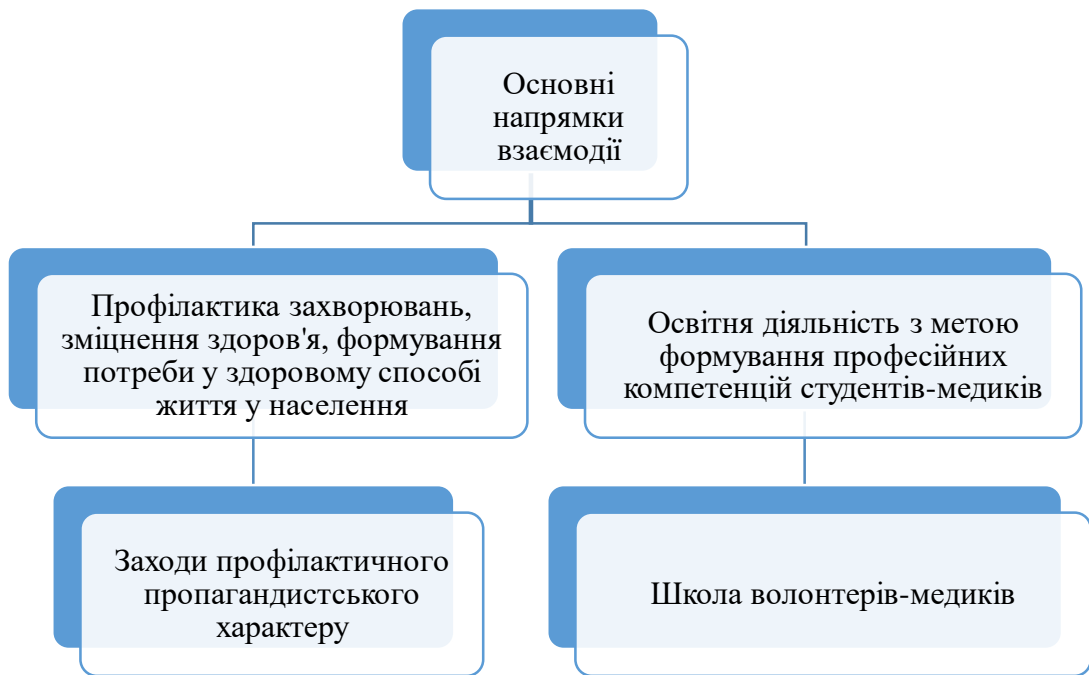 Основні
напрямки
взаємодії
Профілактика захворювань,
зміцнення здоров'я, формування
потреби у здоровому способі
життя у населення
Освітня діяльність з метою
формування професійних
компетенцій студентів-медиків
Заходи профілактичного
пропагандистського
характеру
Школа волонтерів-медиків